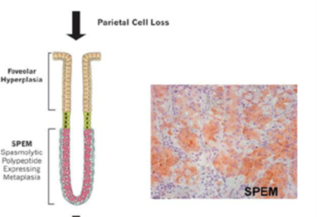 Parietal Cell Loss
Foveolar
Hyperplasia
SPEM
Spasmolytic
Polypeptide
Expressing
Metaplasia
SPEM